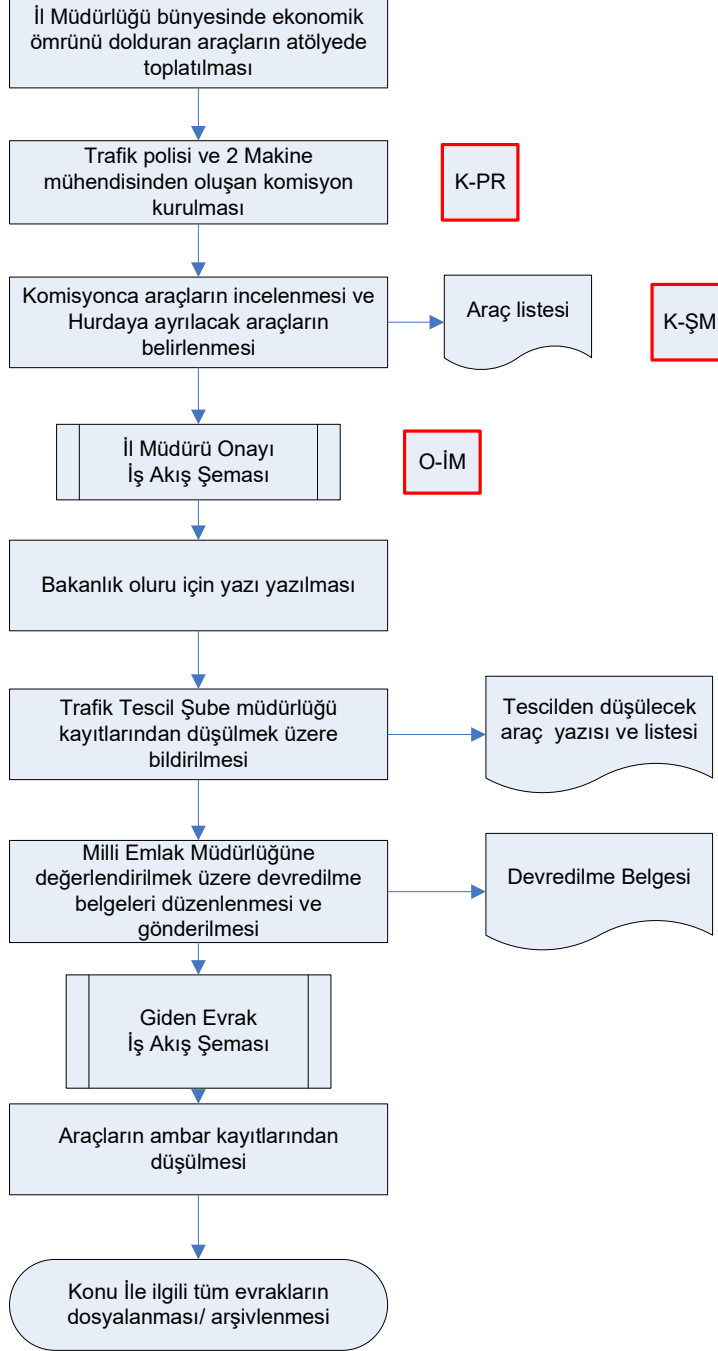 İl Müdürlüğü bünyesinde ekonomik
ömrünü dolduran araçların atölyede
toplatılması
Trafik polisi ve 2 Makine
mühendisinden oluşan komisyon
kurulması
K-PR
Komisyonca araçların incelenmesi ve
Hurdaya ayrılacak araçların
belirlenmesi
Araç listesi
K-ŞM
İl Müdürü Onayı
İş Akış Şeması
O-İM
Bakanlık oluru için yazı yazılması
Trafik Tescil Şube müdürlüğü
kayıtlarından düşülmek üzere
bildirilmesi
Tescilden düşülecek
araç yazısı ve listesi
Milli Emlak Müdürlüğüne
değerlendirilmek üzere devredilme
belgeleri düzenlenmesi ve
gönderilmesi
Devredilme Belgesi
Giden Evrak
İş Akış Şeması
Araçların ambar kayıtlarından
düşülmesi
Konu İle ilgili tüm evrakların
dosyalanması/ arşivlenmesi